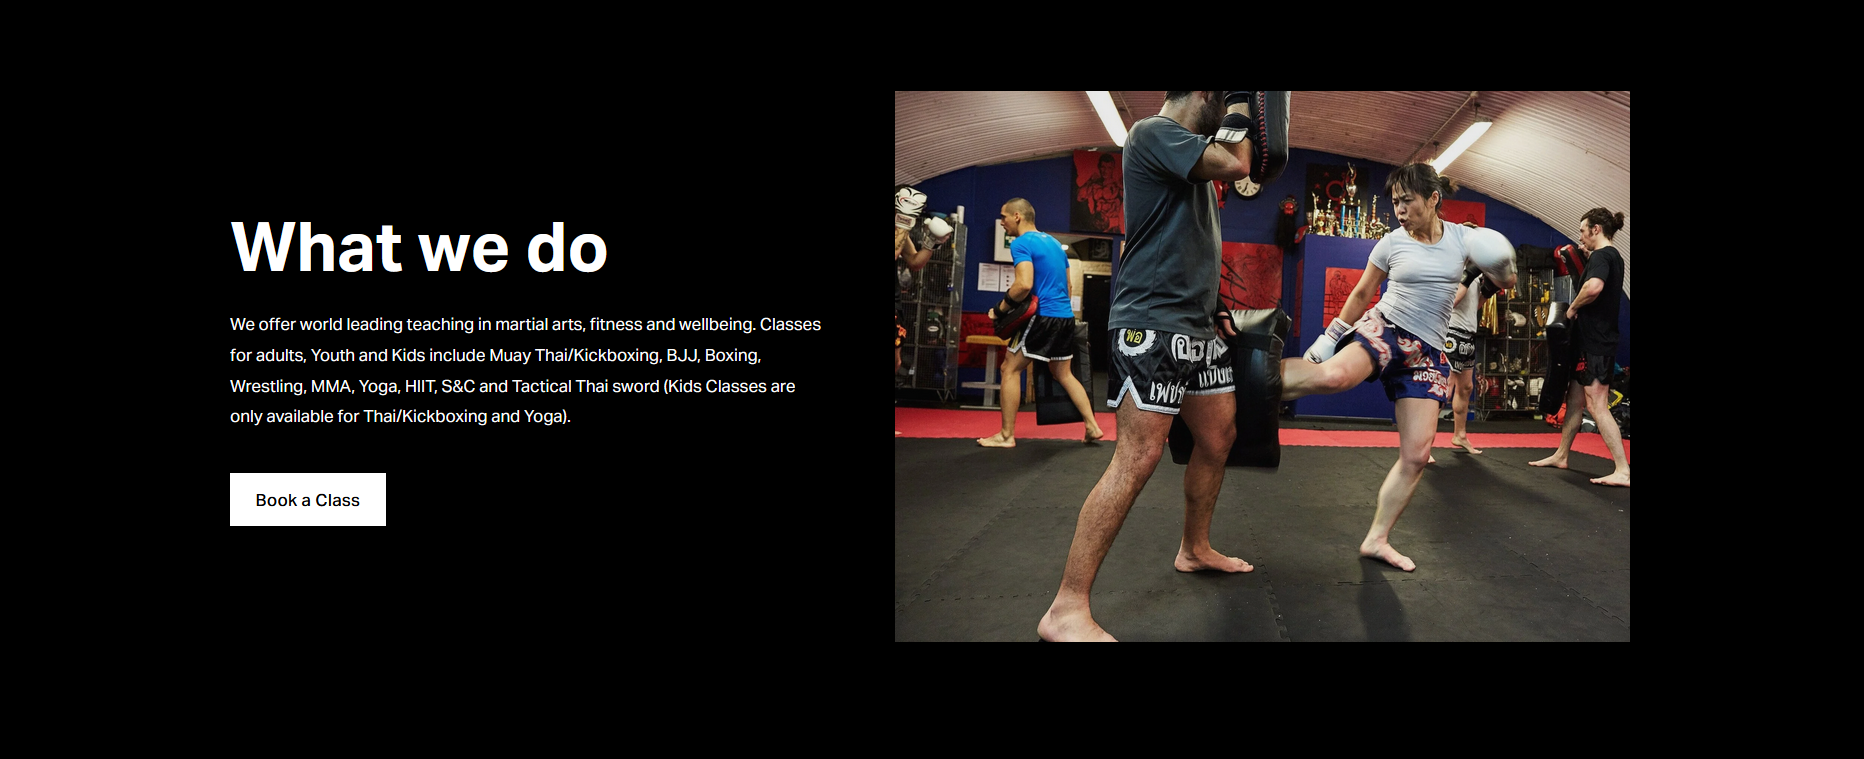 What we do
We offer world leading teaching in martial arts, fitness and wellbeing. Classes
for adults, Youth and Kids include Muay Thai/Kickboxing, BJJ, Boxing,
Wrestling, MMA, Yoga, HIIT, S&C and Tactical Thai sword (Kids Classes are
only available for Thai/Kickboxing and Yoga).
Book a Class